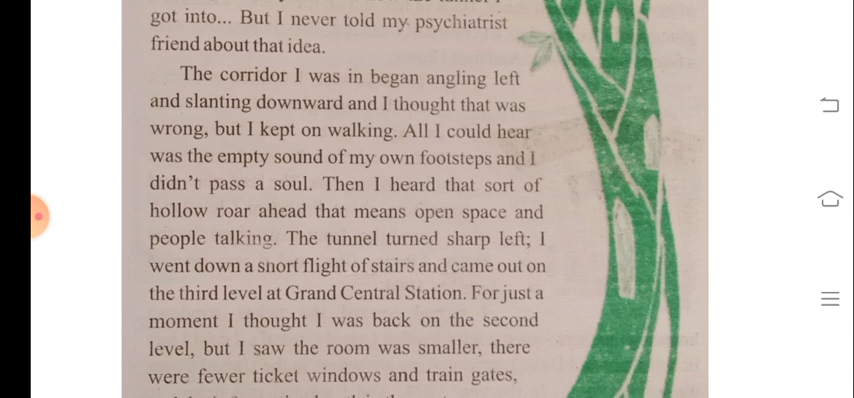 got into... But I never told my psychiatrist
friend about that idea.
The corridor I was in began angling left
and slanting downward and I thought that was
wrong, but I kept on walking. All I could hear
was the empty sound of my own footsteps and I
didn't pass a soul. Then I heard that sort of
hollow roar ahead that means open space and
people talking. The tunnel turned sharp left; I
went down a snort flight of stairs and came out on
the third level at Grand Central Station. For just a
moment I thought I was back on the second
level, but I saw the room was smaller, there
were fewer ticket windows and train gates,